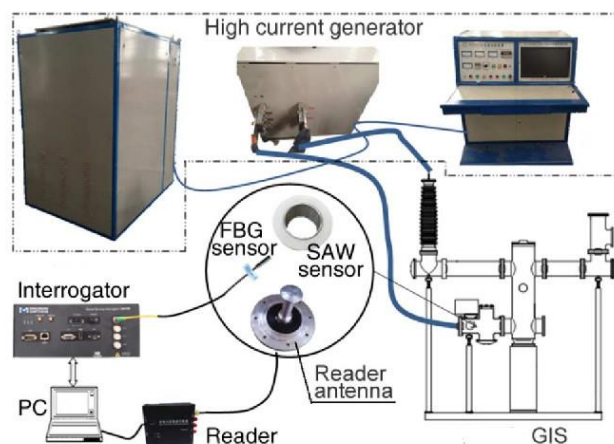 High current generator
FBG
sensor
SAW
sensor
Interrogator
Reader
antenna
PC
Reader
GIS